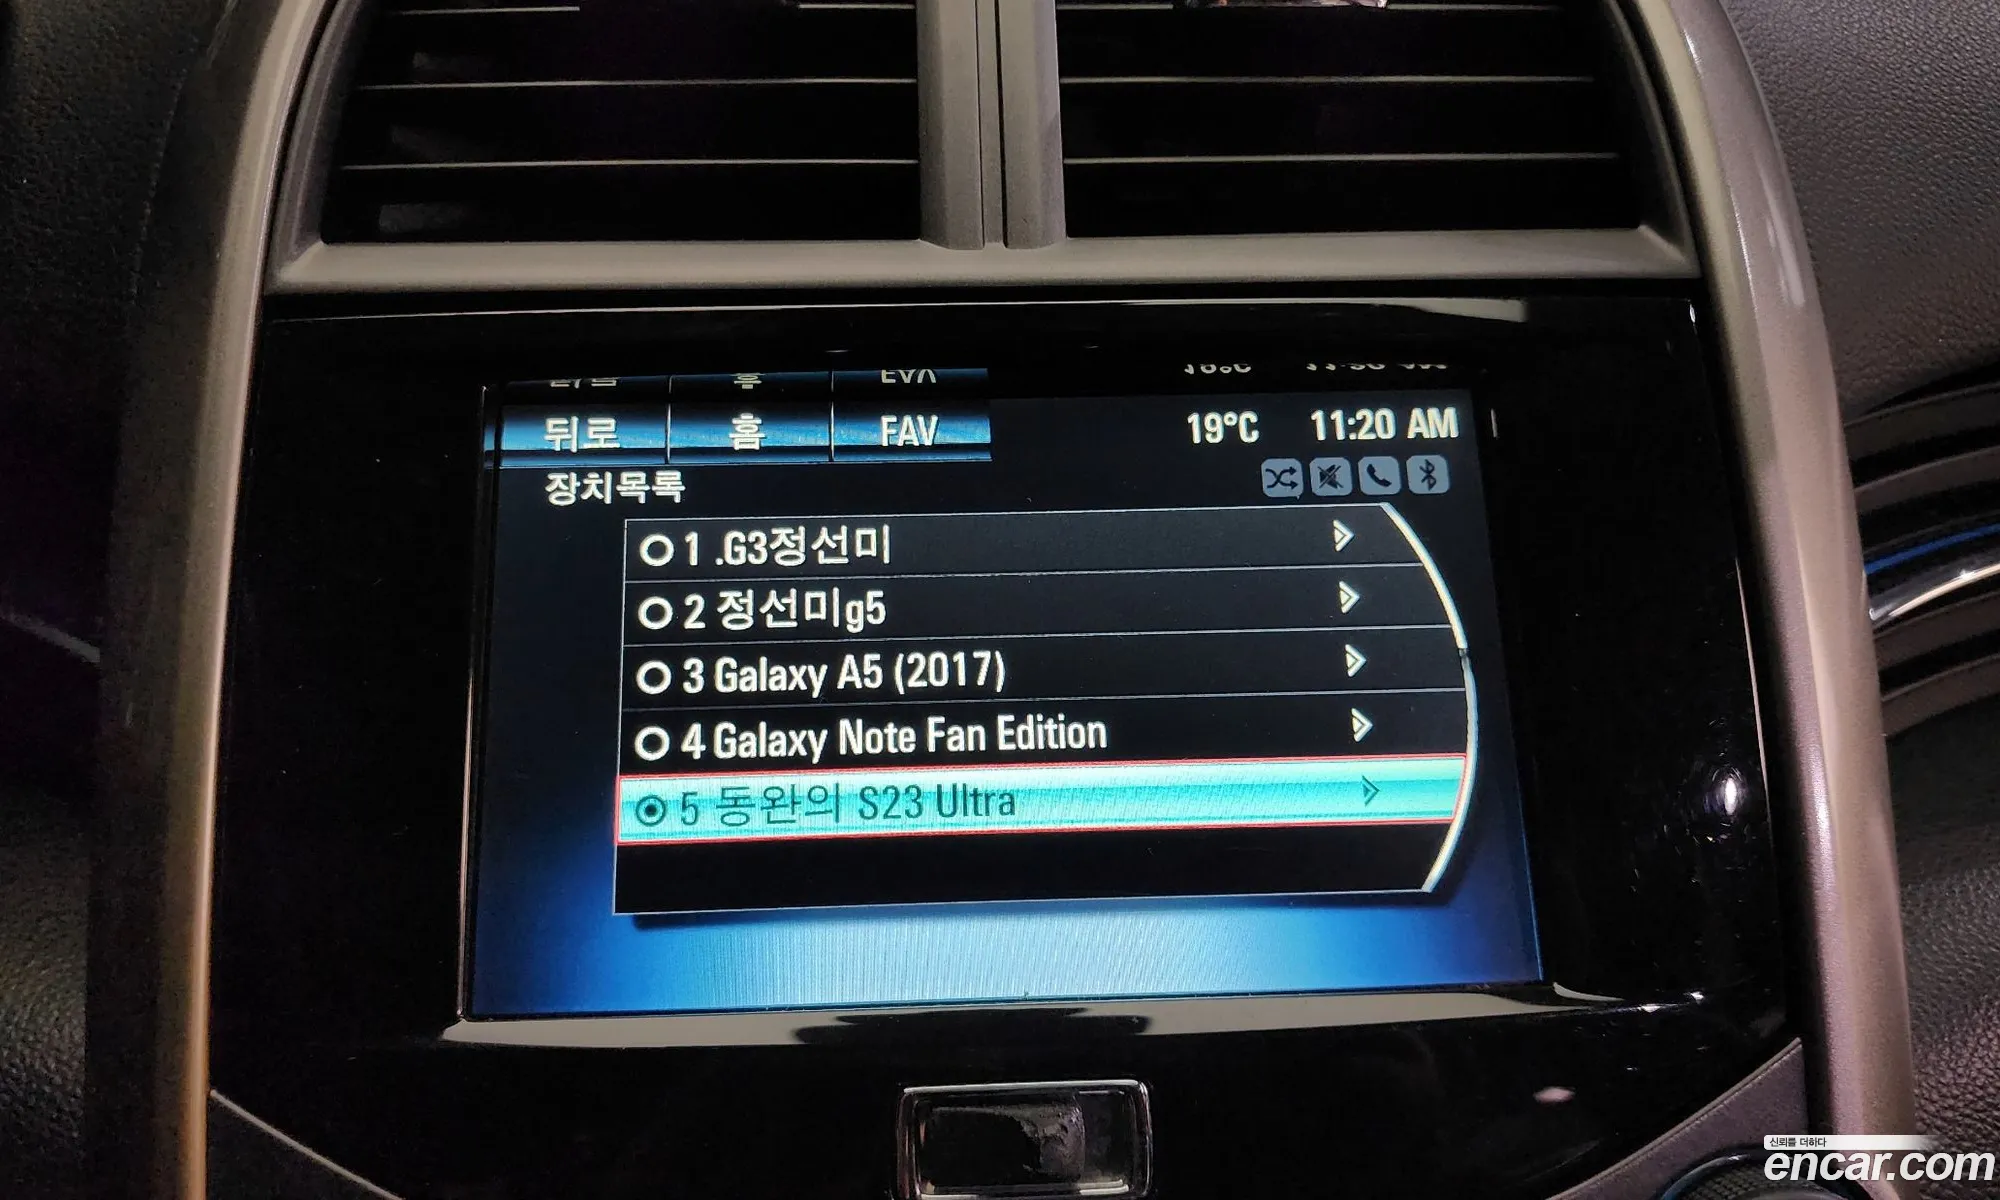 뒤로 홈 FAV 19°C 11:20 AM
장치목록
1 .G3정선미
2 정선미g5
3 Galaxy A5 (2017)
4 Galaxy Note Fan Edition
5 동완의 S23 Ultra
신뢰를 더하다
encar.com